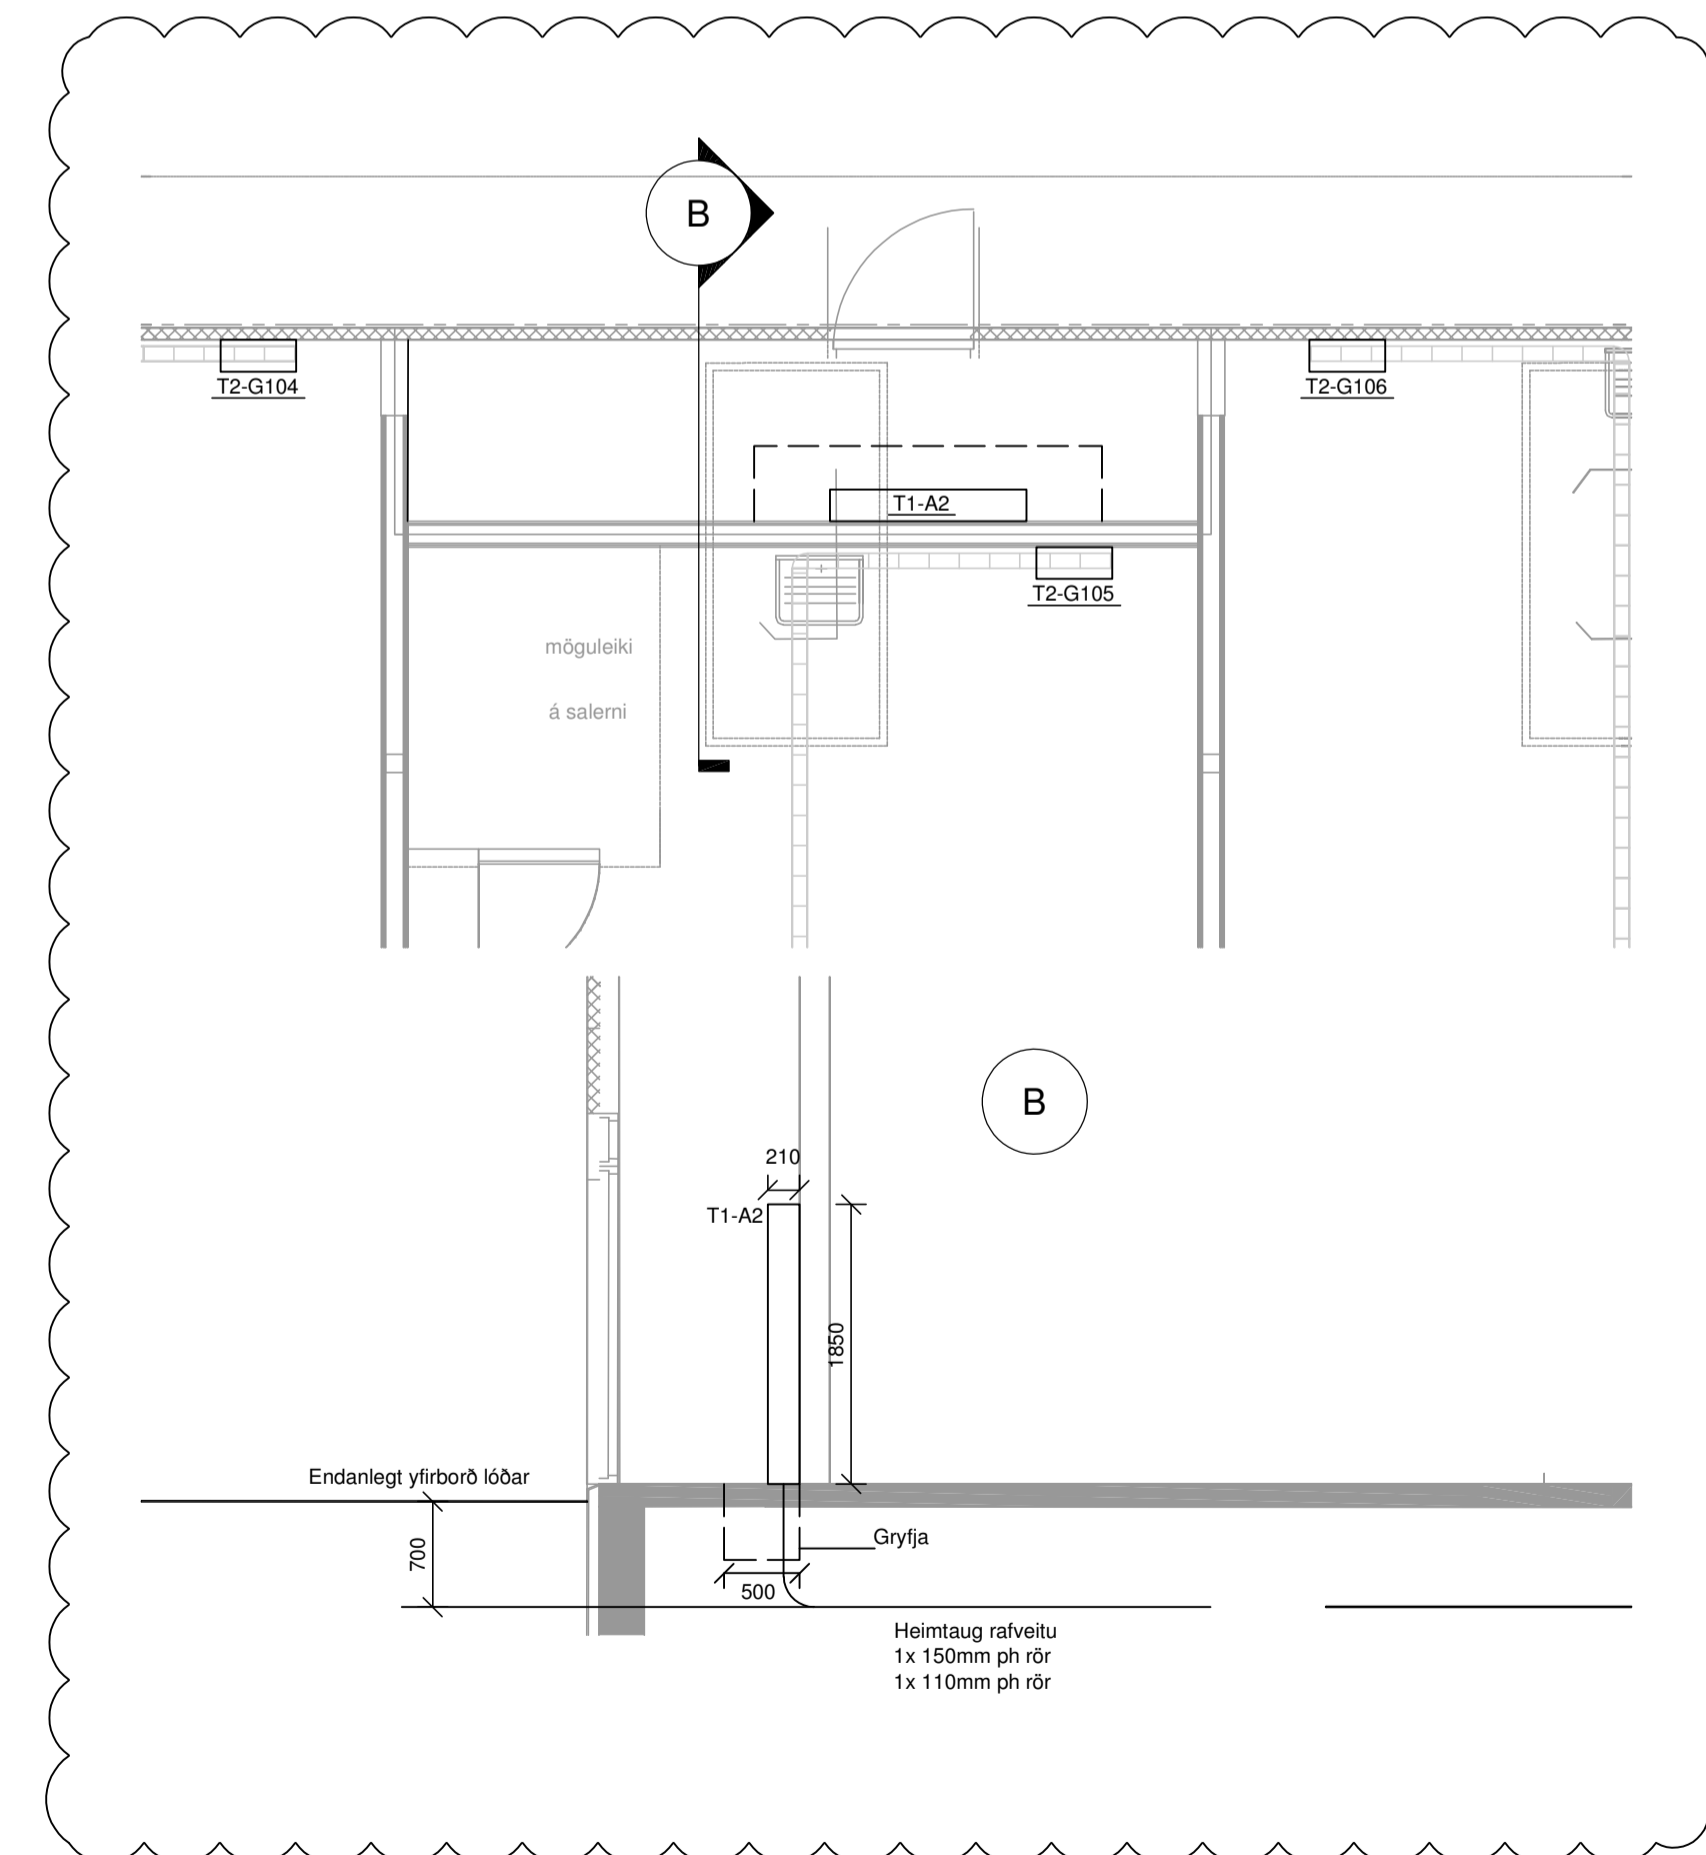 B
T2-G104
T2-G106
T1-A2
T2-G105
möguleiki
á salerni
B
210
T1-A2
1850
Endanlegt yfirborð lóðar
700
Gryfja
500
Heimtaug rafveitu
1x 150mm ph rör
1x 110mm ph rör